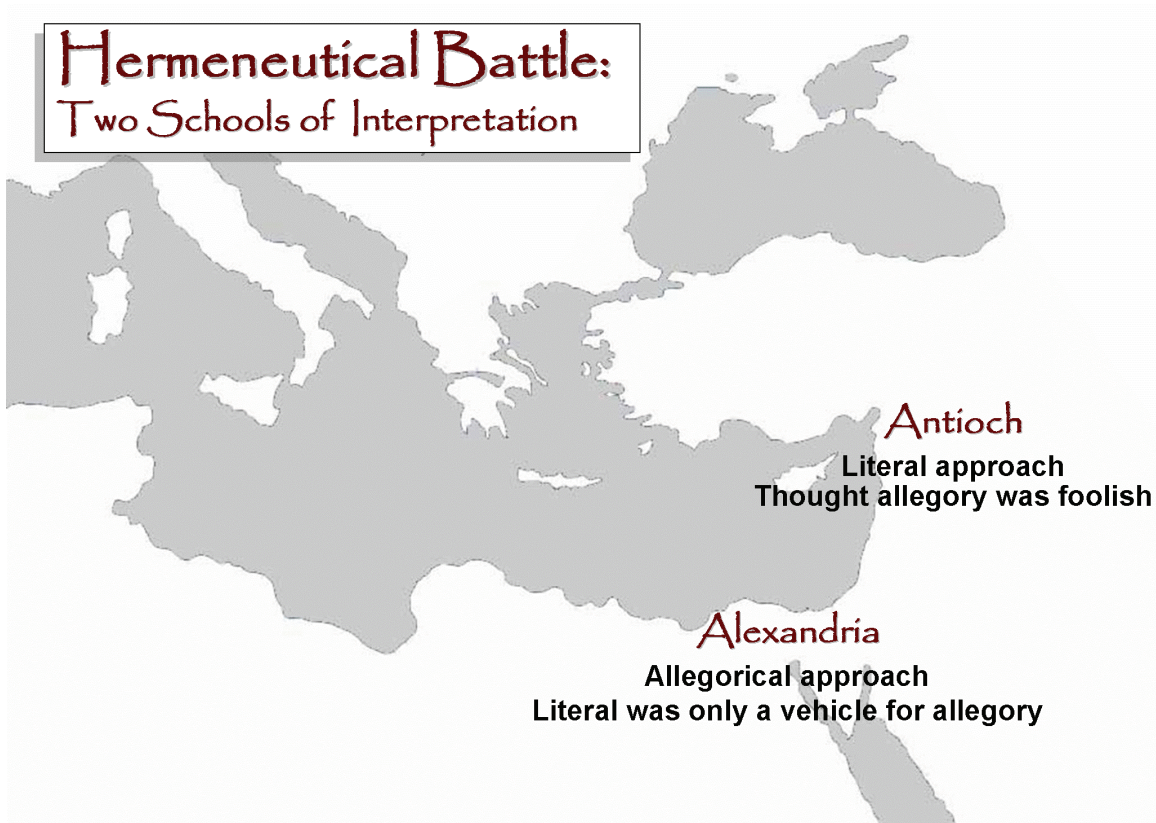 Hermeneutical Battle:
Two Schools of Interpretation
Antioch
Literal approach
Thought allegory was foolish
Alexandria
Allegorical approach
Literal was only a vehicle for allegory